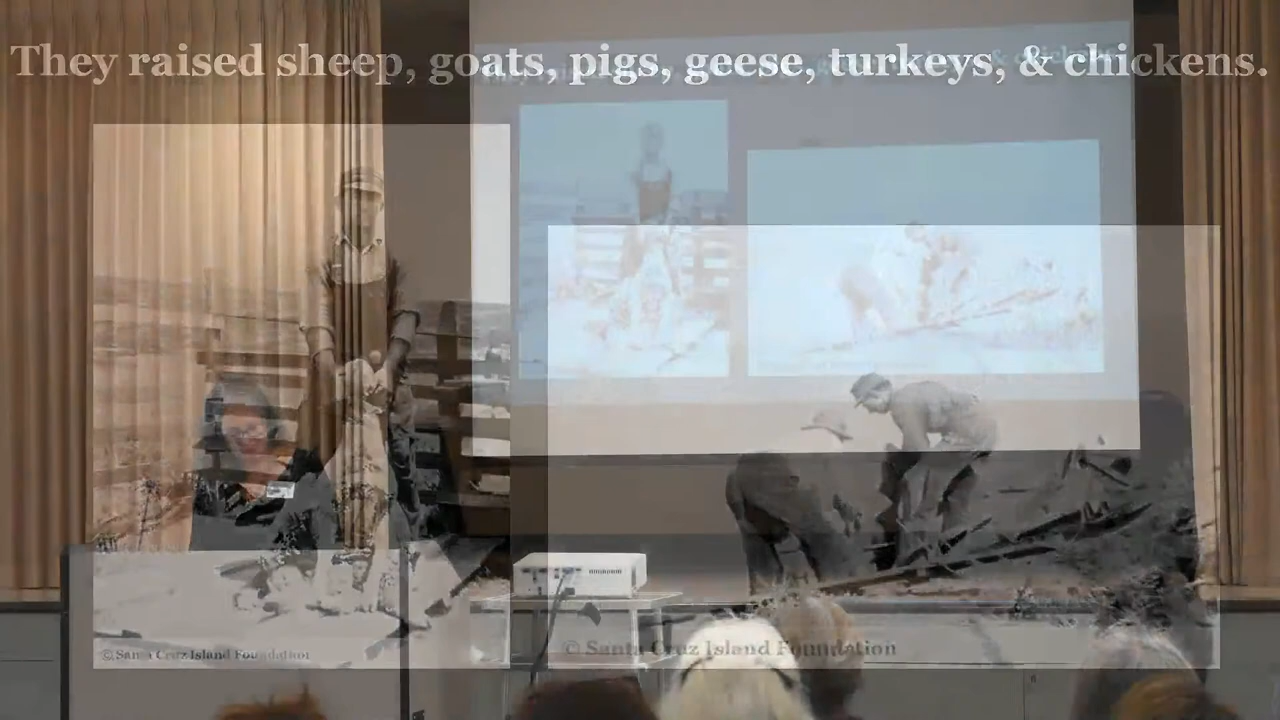 They raised sheep, goats, pigs, geese, turkeys, & chickens.
© Santa Cruz Island Foundation
© Santa Cruz Island Foundation